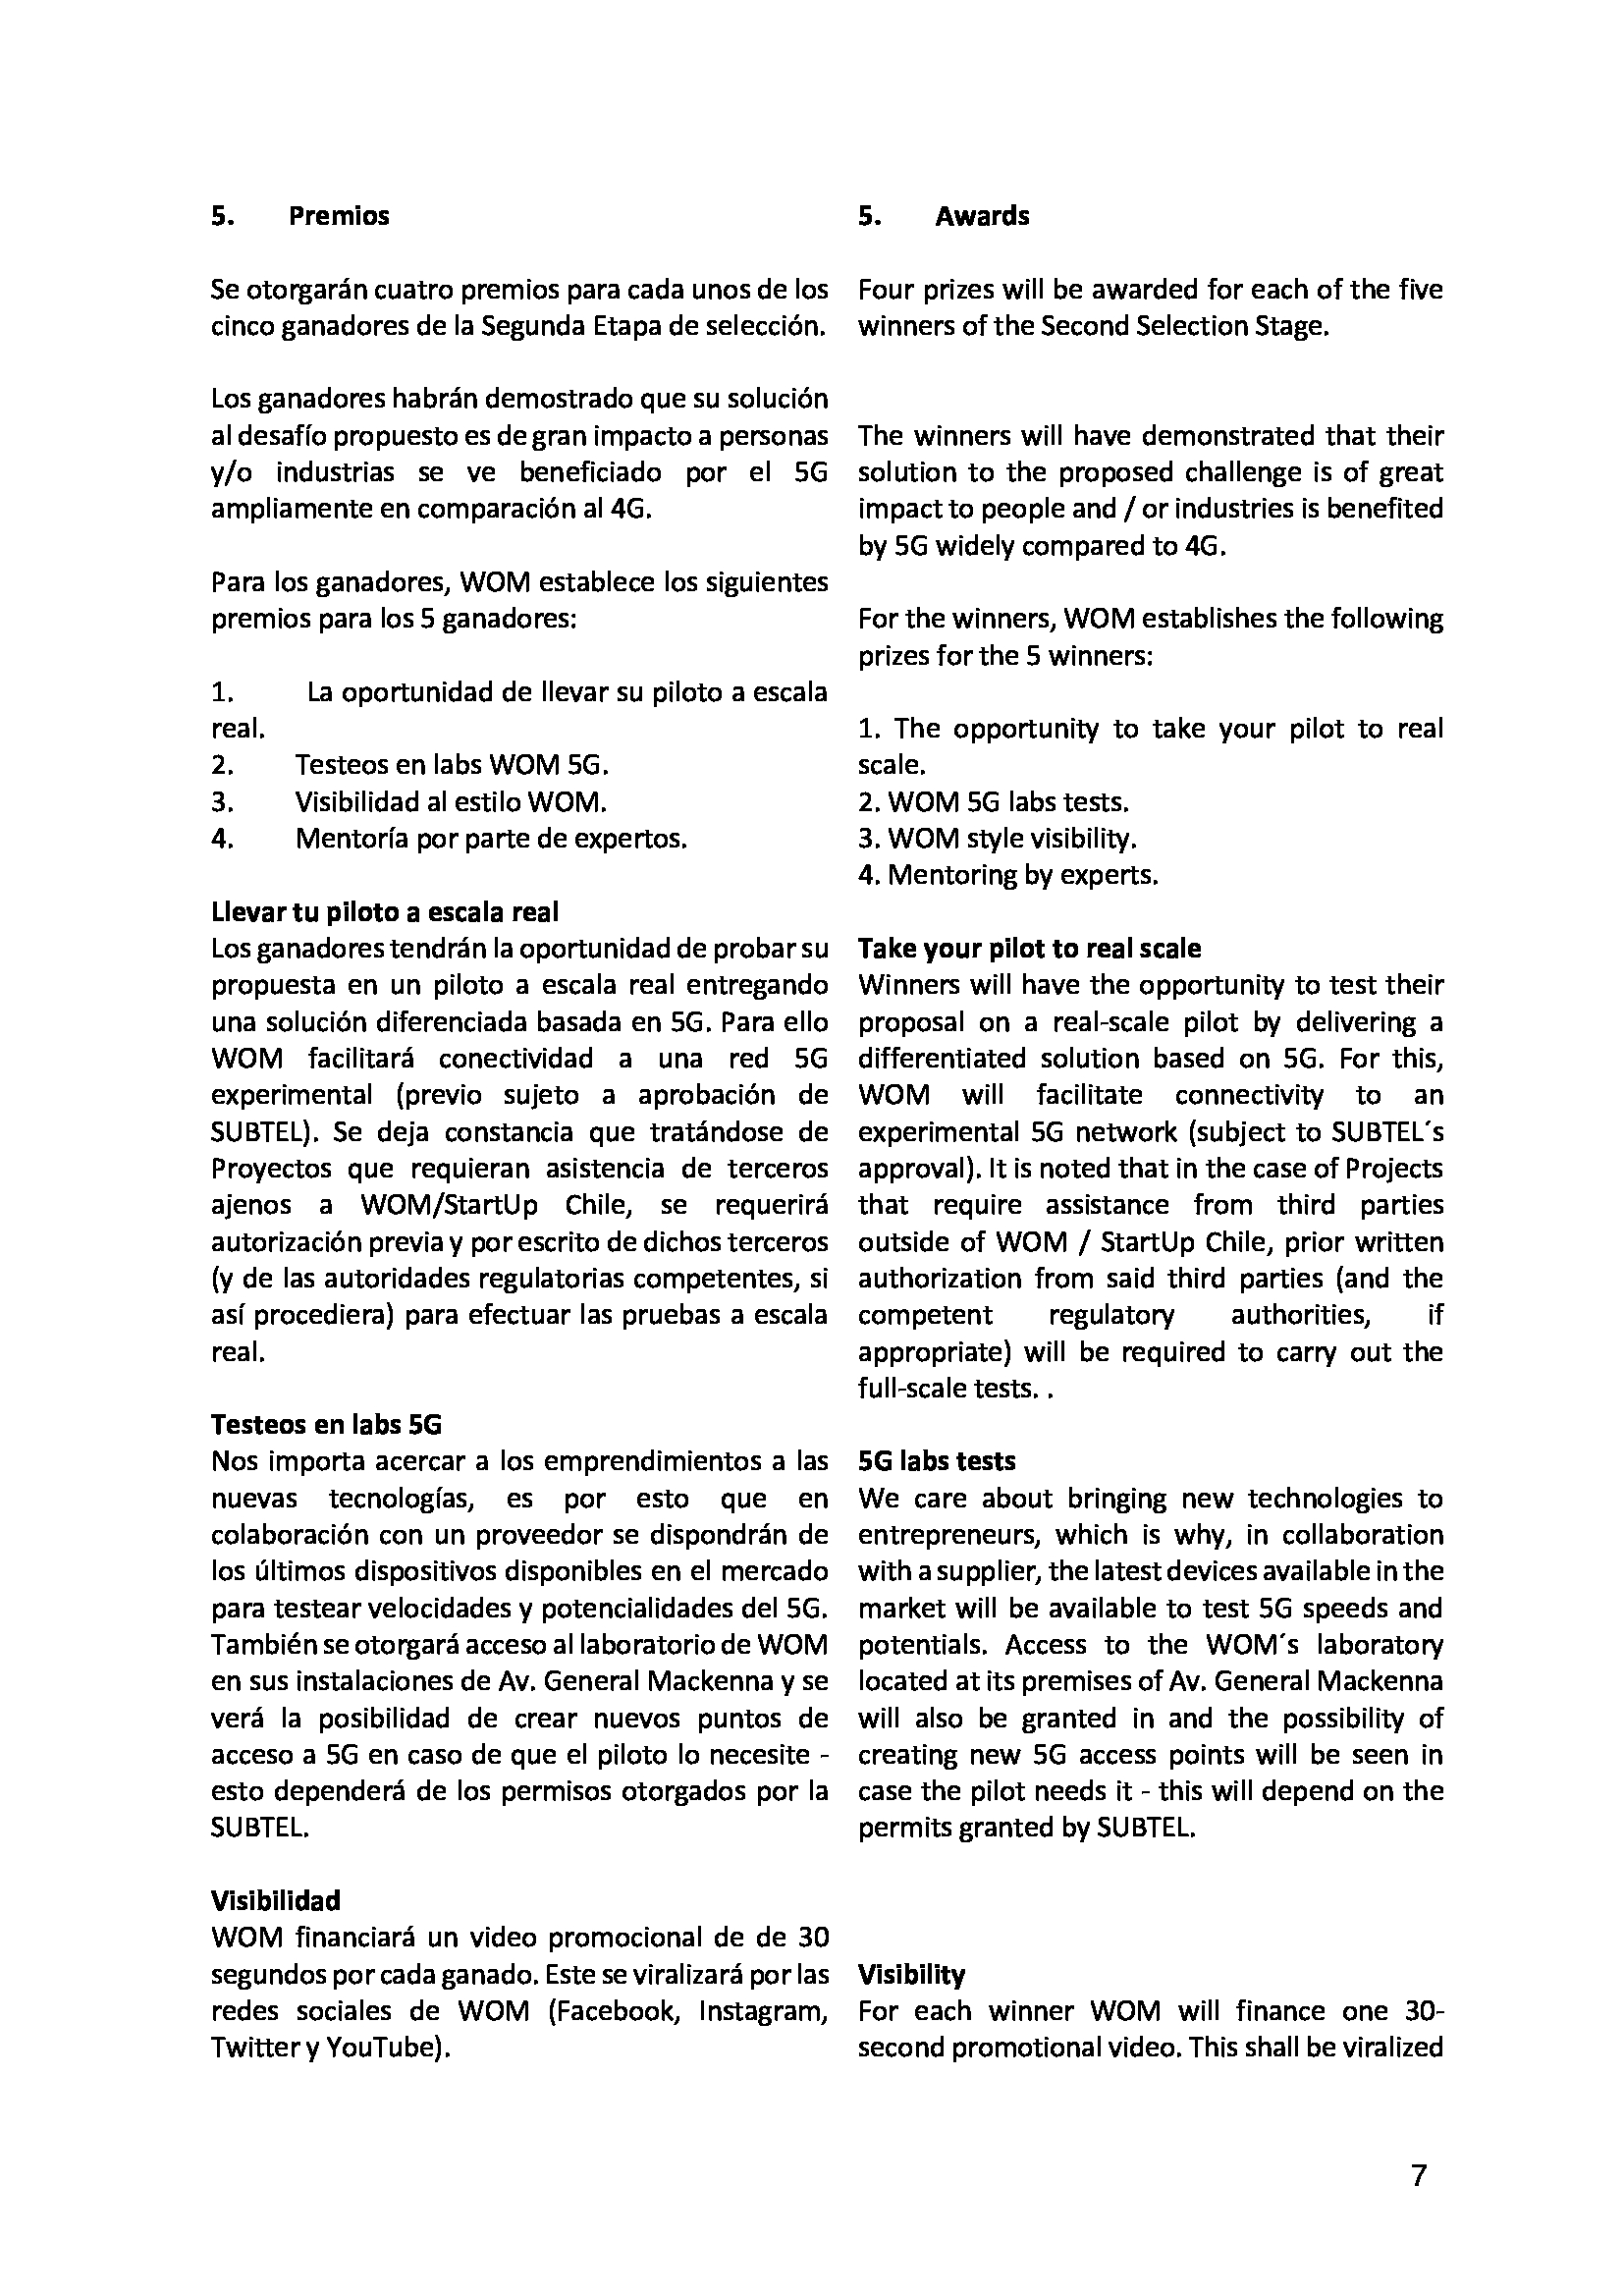 5. Premios
Se otorgarán cuatro premios para cada unos de los
cinco ganadores de la Segunda Etapa de selección.
Los ganadores habrán demostrado que su solución
al desafío propuesto es de gran impacto a personas
y/o industrias se ve beneficiado por el 5G
ampliamente en comparación al 4G.
Para los ganadores, WOM establece los siguientes
premios para los 5 ganadores:
1. La oportunidad de llevar su piloto a escala
real.
2. Testeos en labs WOM 5G.
3. Visibilidad al estilo WOM.
4. Mentoría por parte de expertos.
Llevar tu piloto a escala real
Los ganadores tendrán la oportunidad de probar su
propuesta en un piloto a escala real entregando
una solución diferenciada basada en 5G. Para ello
WOM facilitará conectividad a una red 5G
experimental (previo sujeto a aprobación de
SUBTEL). Se deja constancia que tratándose de
Proyectos que requieran asistencia de terceros
ajenos a WOM/StartUp Chile, se requerirá
autorización previa y por escrito de dichos terceros
(y de las autoridades regulatorias competentes, si
así procediera) para efectuar las pruebas a escala
real.
Testeos en labs 5G
Nos importa acercar a los emprendimientos a las
nuevas tecnologías, es por esto que en
colaboración con un proveedor se dispondrán de
los últimos dispositivos disponibles en el mercado
para testear velocidades y potencialidades del 5G.
También se otorgará acceso al laboratorio de WOM
en sus instalaciones de Av. General Mackenna y se
verá la posibilidad de crear nuevos puntos de
acceso a 5G en caso de que el piloto lo necesite -
esto dependerá de los permisos otorgados por la
SUBTEL.
Visibilidad
WOM financiará un video promocional de de 30
segundos por cada ganado. Este se viralizará por las
redes sociales de WOM (Facebook, Instagram,
Twitter y YouTube).
5. Awards
Four prizes will be awarded for each of the five
winners of the Second Selection Stage.
The winners will have demonstrated that their
solution to the proposed challenge is of great
impact to people and / or industries is benefited
by 5G widely compared to 4G.
For the winners, WOM establishes the following
prizes for the 5 winners:
1. The opportunity to take your pilot to real
scale.
2. WOM 5G labs tests.
3. WOM style visibility.
4. Mentoring by experts.
Take your pilot to real scale
Winners will have the opportunity to test their
proposal on a real-scale pilot by delivering a
differentiated solution based on 5G. For this,
WOM will facilitate connectivity to an
experimental 5G network (subject to SUBTEL´s
approval). It is noted that in the case of Projects
that require assistance from third parties
outside of WOM / StartUp Chile, prior written
authorization from said third parties (and the
competent regulatory authorities, if
appropriate) will be required to carry out the
full-scale tests. .
5G labs tests
We care about bringing new technologies to
entrepreneurs, which is why, in collaboration
with a supplier, the latest devices available in the
market will be available to test 5G speeds and
potentials. Access to the WOM´s laboratory
located at its premises of Av. General Mackenna
will also be granted in and the possibility of
creating new 5G access points will be seen in
case the pilot needs it - this will depend on the
permits granted by SUBTEL.
Visibility
For each winner WOM will finance one 30-
second promotional video. This shall be viralized
7